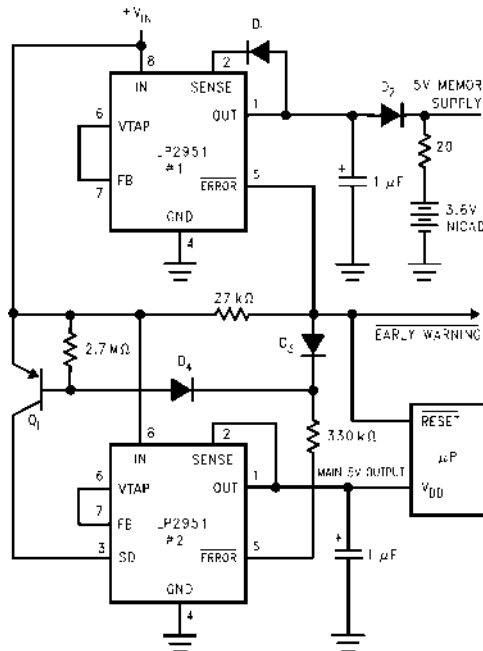 +VIN
D
8
2
IN
SENSE
D2
5V MEMOR
SUPPLY
1
OUT
6
VTAP
20
LP2951
#1
+
1 µF
7
FB
ERROR
5
3.6V
NICAD
GND
4
27 kΩ
EARLY WARNING
2.7 MΩ
D3
D4
Q1
330 kΩ
RESET
8
2
IN
SENSE
µP
1
MAIN 5V OUTPUT
VDD
6
VTAP
OUT
7
FB
LP2951
#2
+
1 µF
3
SD
ERROR
5
GND
4